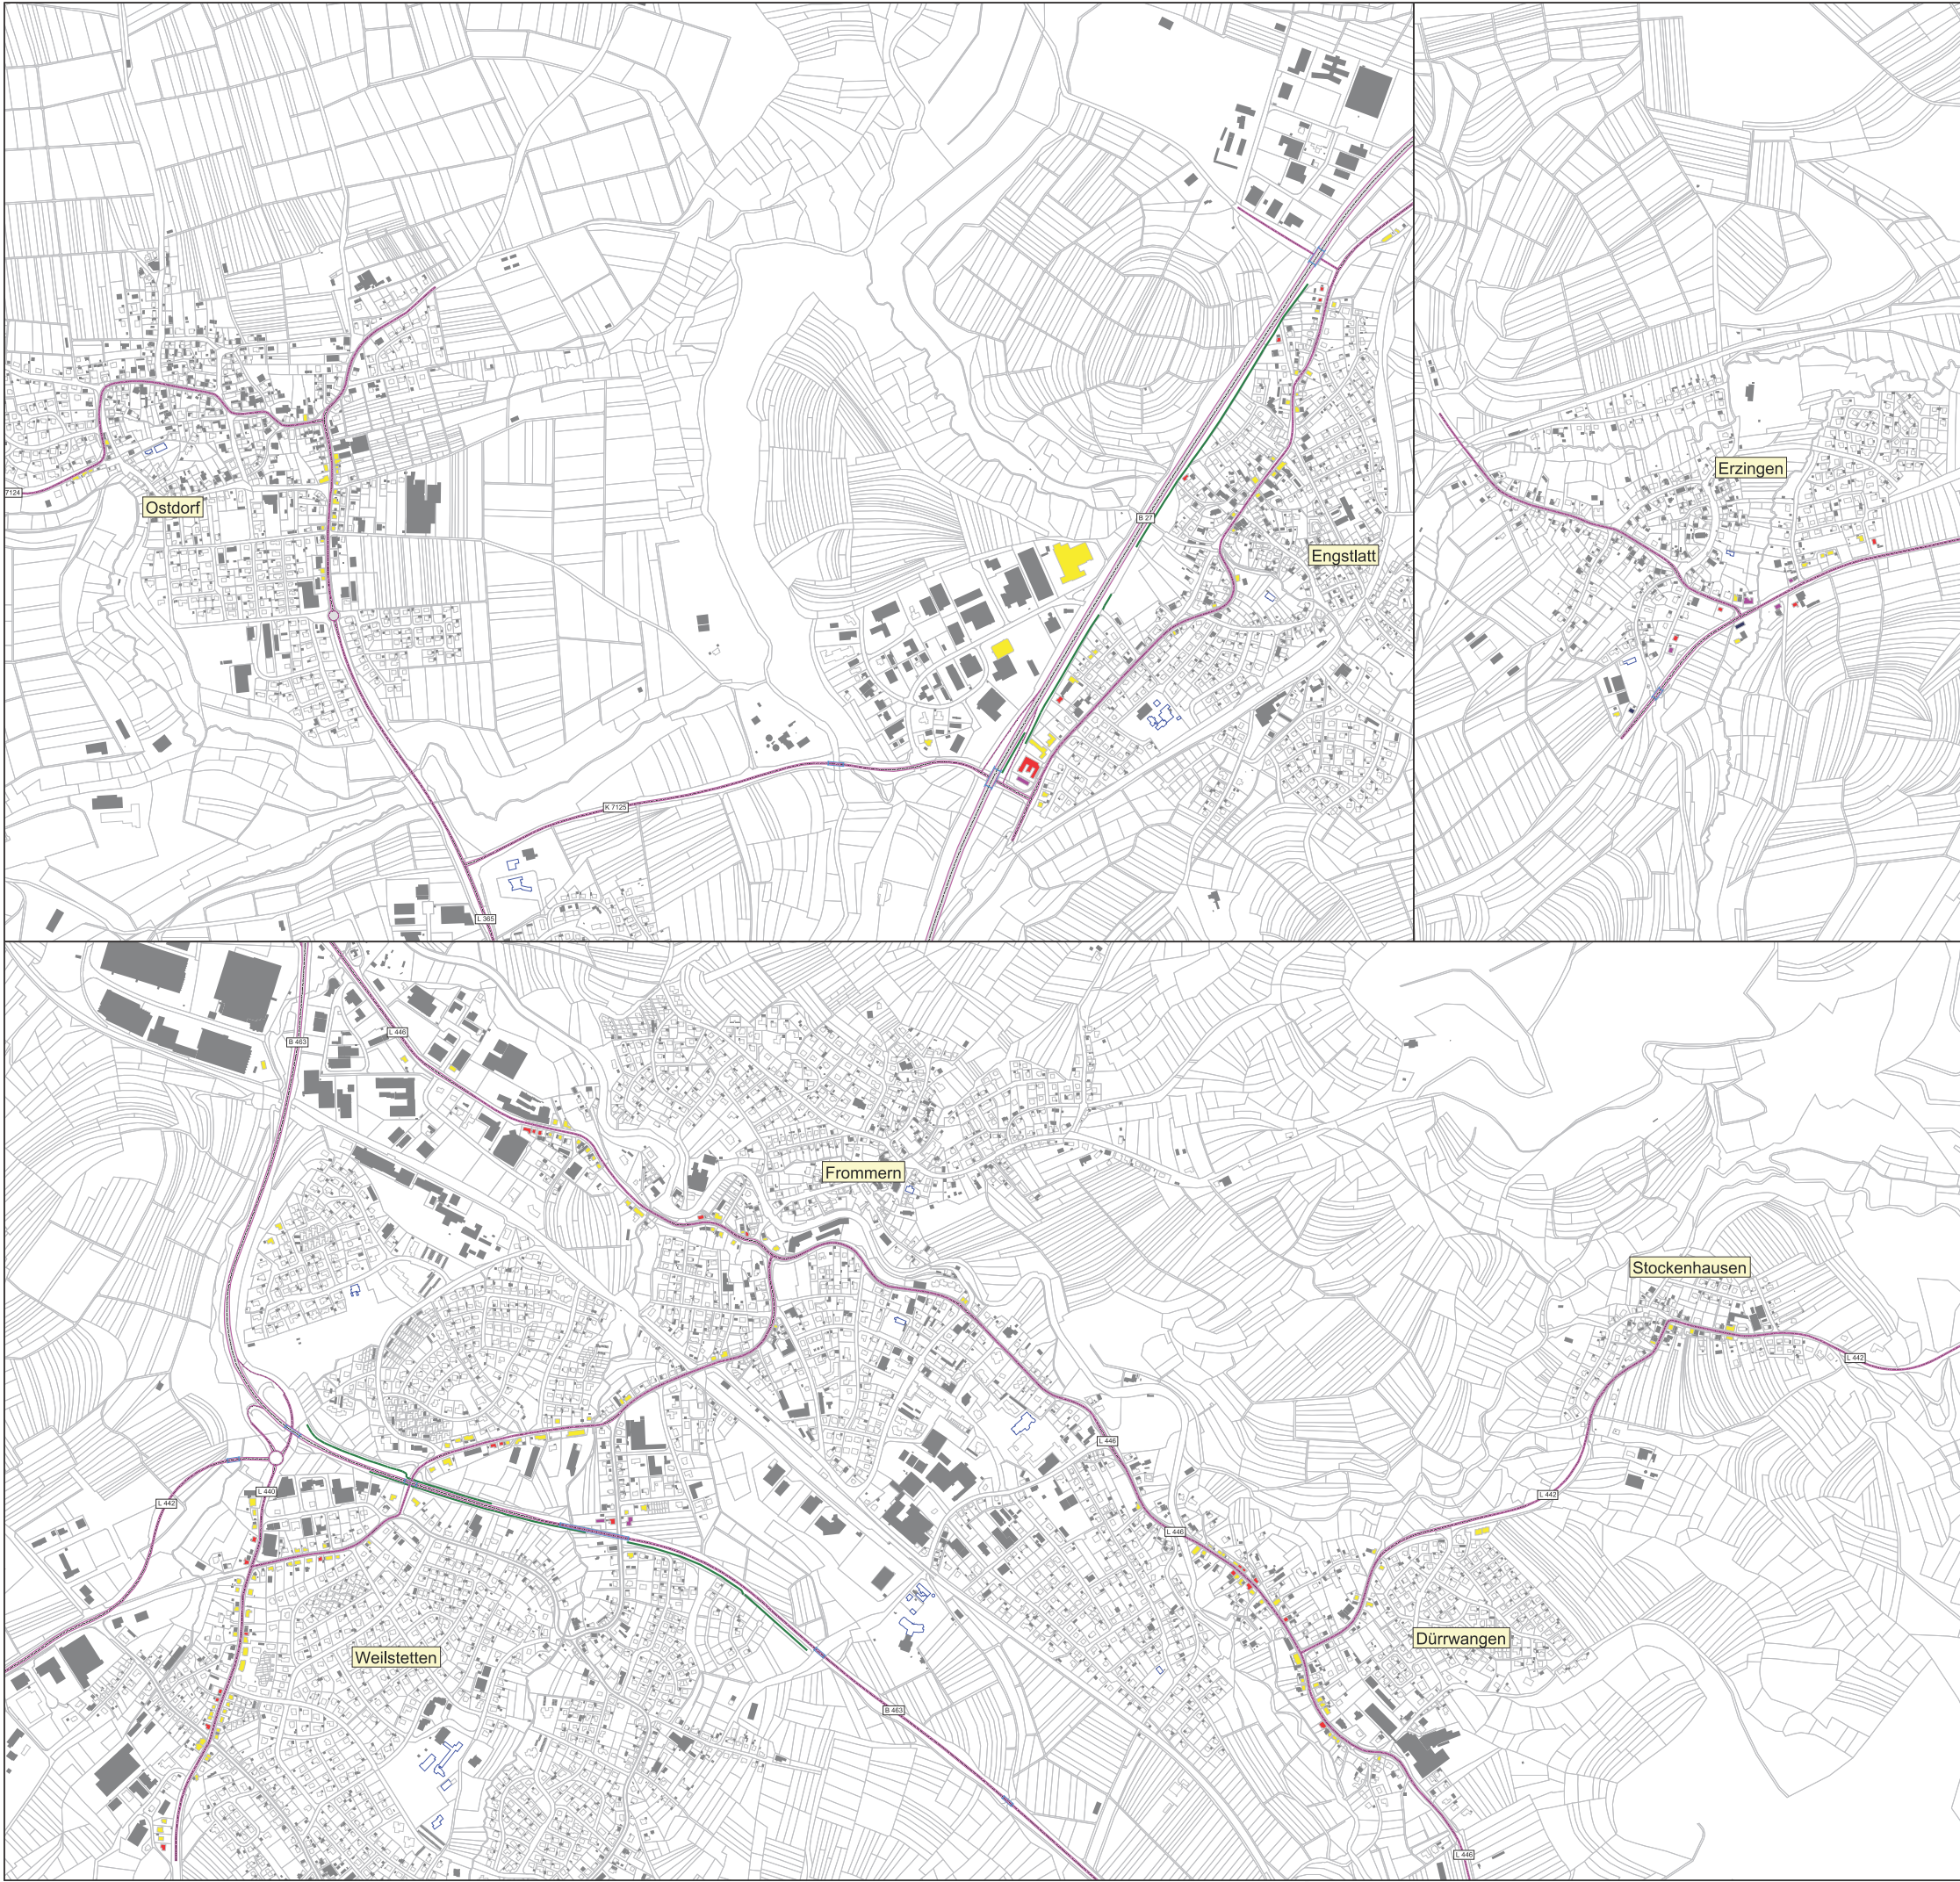 Erzingen
7124
Ostdorf
B 27
Engstlatt
K 7125
L 365
L 446
B 463
Frommern
Stockenhausen
L 442
L 446
L 440
L 442
L 442
L 446
Dürrwangen
Weilstetten
B 463
L 446